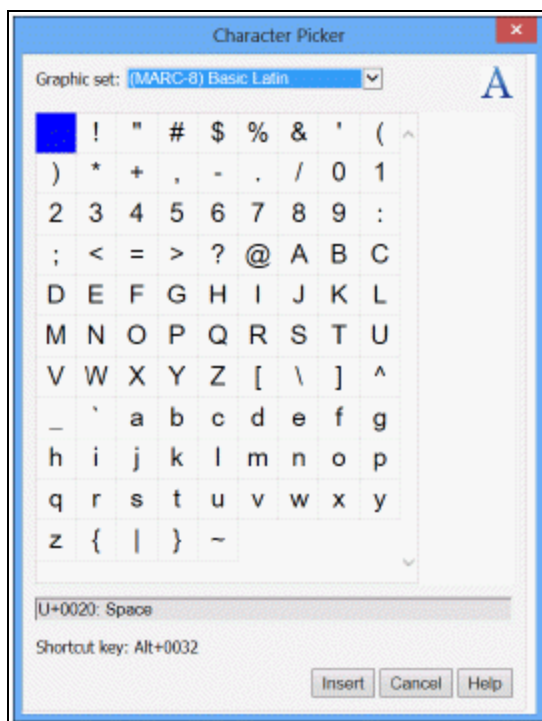 Character Picker
Graphic set: (MARC-8) Basic Latin
A
! " # $ % & ' (
) * + , - . / 0 1
2 3 4 5 6 7 8 9 :
; < = > ? @ A B C
D E F G H I J K L
M N O P Q R S T U
V W X Y Z [ \ ] ^
_ ` a b c d e f g
h i j k l m n o p
q r s t u v w x y
z { | } ~
U+0020: Space
Shortcut key: Alt+0032
Insert Cancel Help